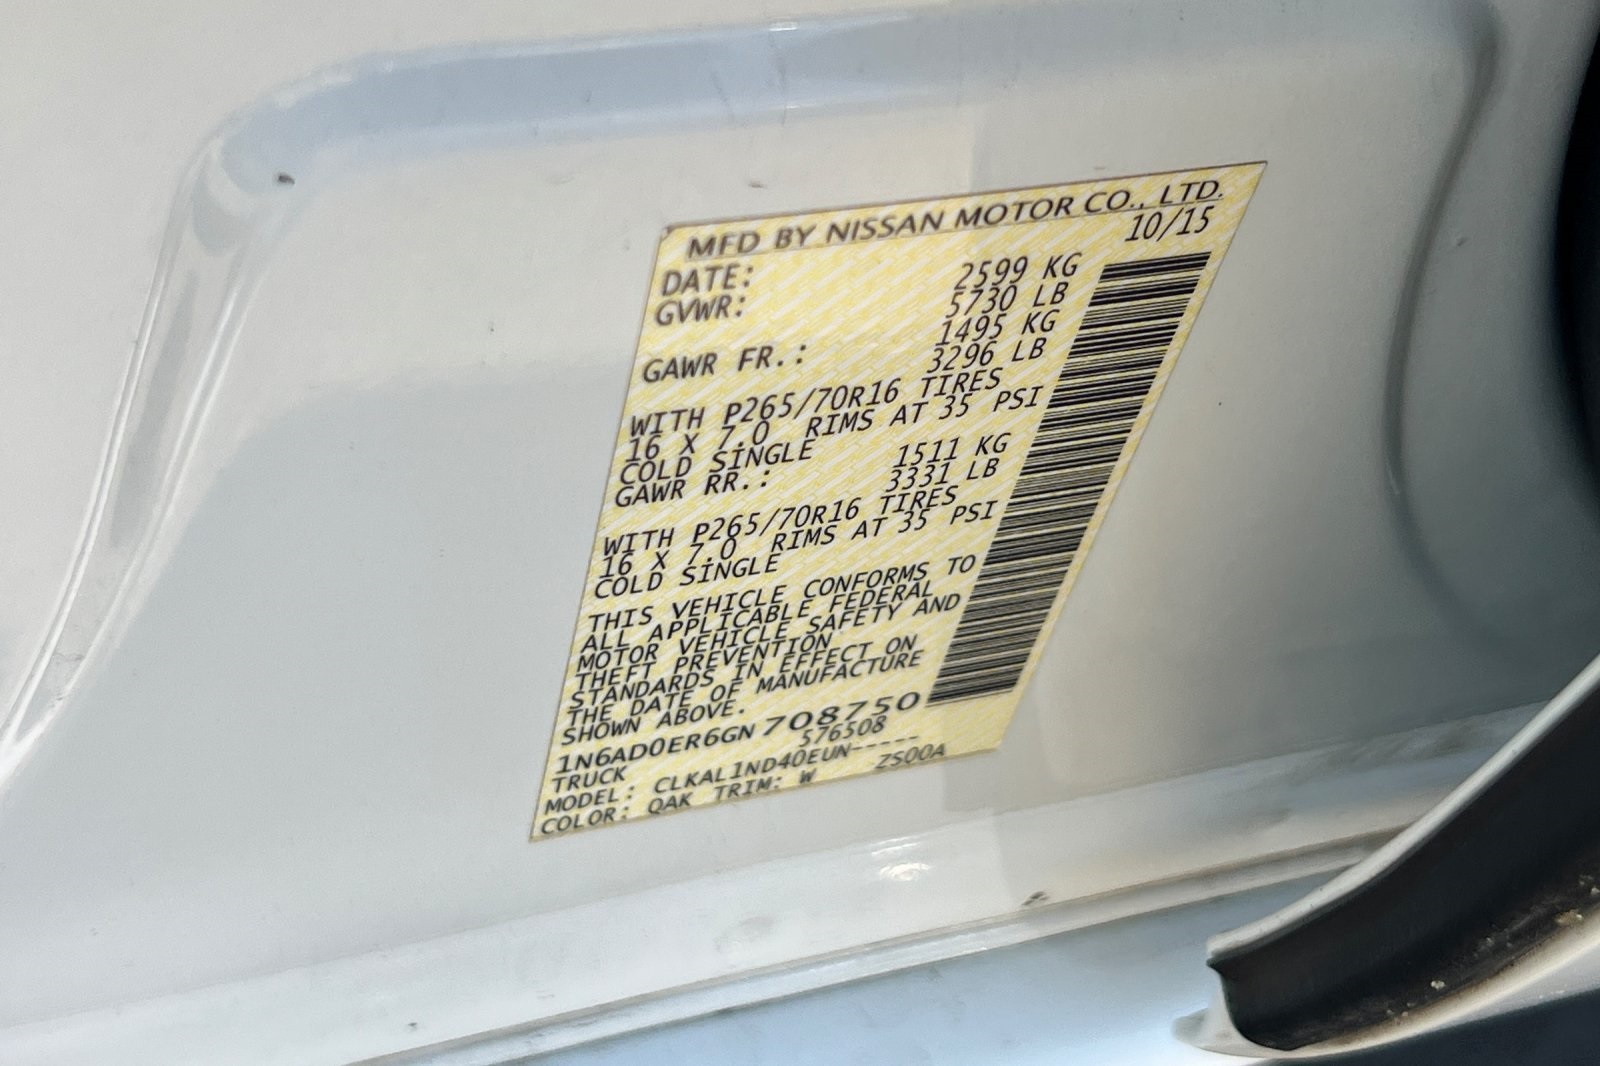 MFD BY NISSAN MOTOR CO., LTD.
DATE: 10/15
GVWR: 2599 KG
5730 LB
1495 KG
GAWR FR.: 3296 LB
WITH P265/70R16 TIRES
16 X 7.0 RIMS AT 35 PSI
COLD SINGLE
GAWR RR.: 1511 KG
3331 LB
WITH P265/70R16 TIRES
16 X 7.0 RIMS AT 35 PSI
COLD SINGLE
THIS VEHICLE CONFORMS TO
ALL APPLICABLE FEDERAL
MOTOR VEHICLE SAFETY AND
THEFT PREVENTION
STANDARDS IN EFFECT ON
THE DATE OF MANUFACTURE
SHOWN ABOVE.
1N6AD0ER6GN708750
TRUCK 576508
MODEL: CLKAL1ND40EUN-----
COLOR: QAK TRIM: W ZS00A